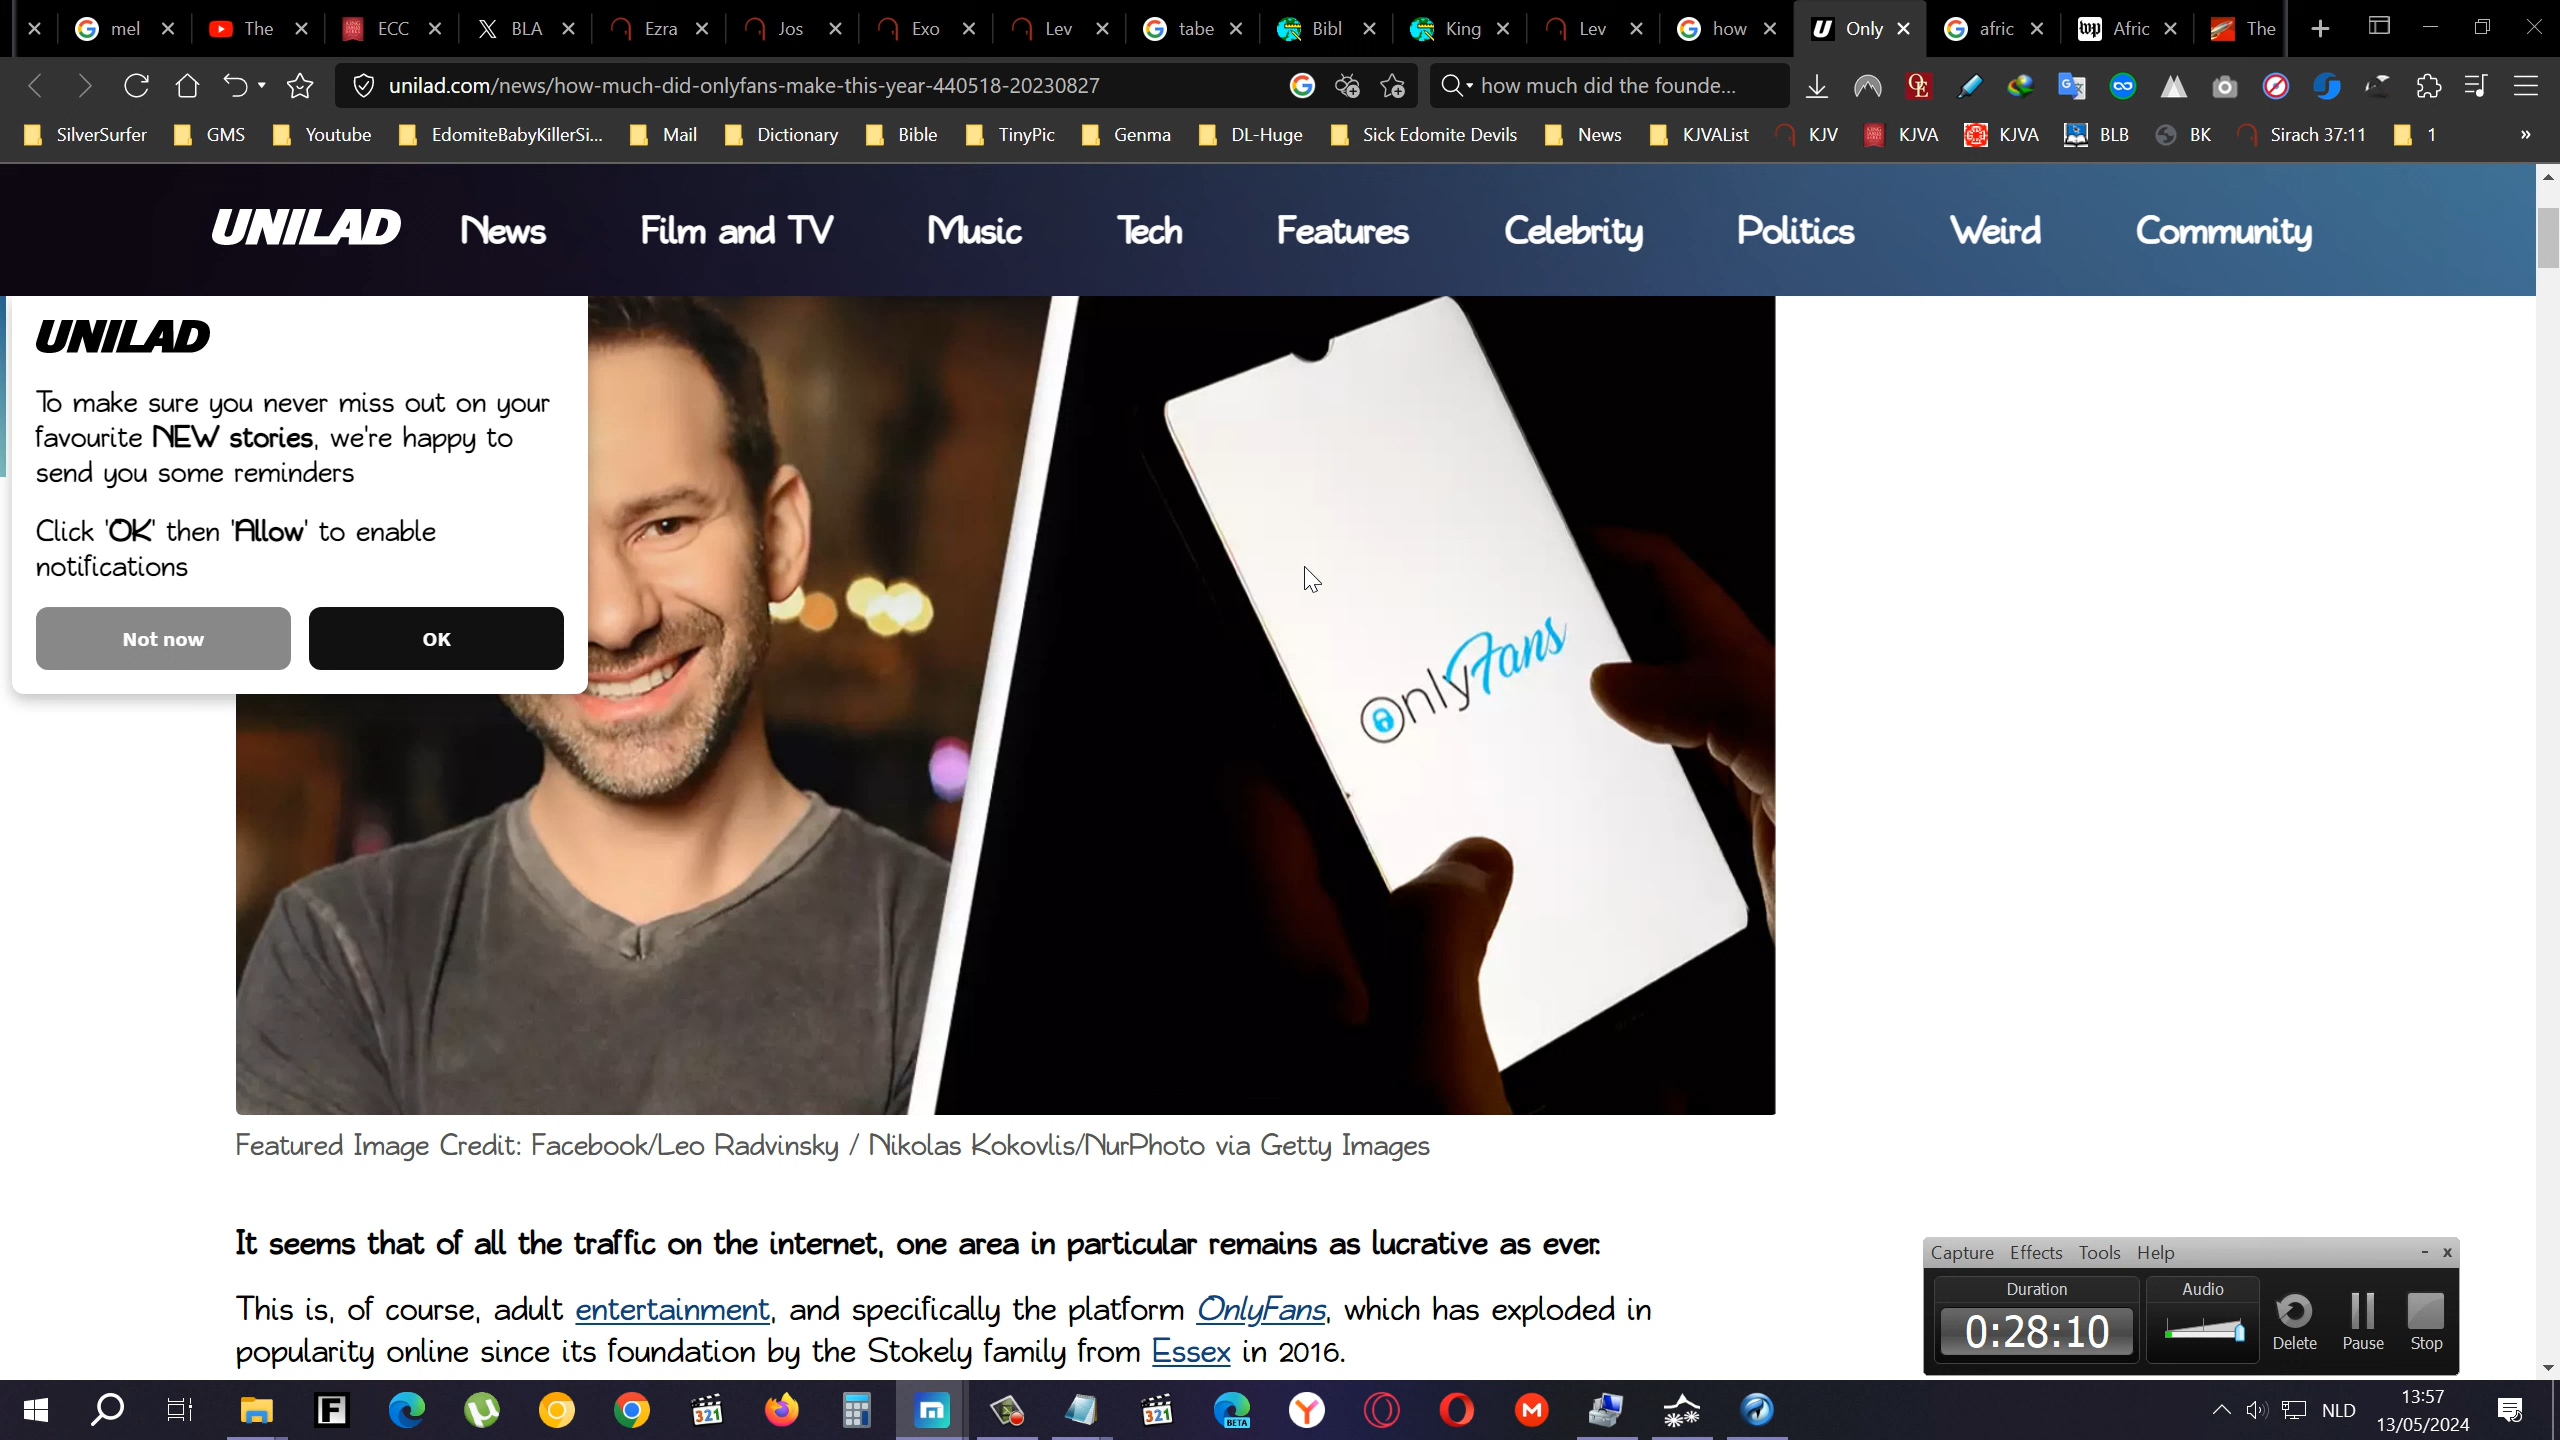 mel
The
ECC
BLA
Ezra
Jos
Exo
Lev
tabe
Bibl
King
Lev
how
Only
afric
Afric
The
unilad.com/news/how-much-did-onlyfans-make-this-year-440518-20230827
how much did the founde...
SilverSurfer
GMS
Youtube
EdomiteBabyKillerSi...
Mail
Dictionary
Bible
TinyPic
Genma
DL-Huge
Sick Edomite Devils
News
KJVAList
KJV
KJVA
KJVA
BLB
BK
Sirach 37:11
1
»
UNILAD
News
Film and TV
Music
Tech
Features
Celebrity
Politics
Weird
Community
UNILAD
To make sure you never miss out on your
favourite NEW stories, we're happy to
send you some reminders
Click 'OK' then 'Allow' to enable
notifications
Not now
OK
OnlyFans
Featured Image Credit: Facebook/Leo Radvinsky / Nikolas Kokovlis/NurPhoto via Getty Images
It seems that of all the traffic on the internet, one area in particular remains as lucrative as ever.
This is, of course, adult entertainment, and specifically the platform OnlyFans, which has exploded in
popularity online since its foundation by the Stokely family from Essex in 2016.
Capture Effects Tools Help
- x
Duration
0:28:10
Audio
Delete
Pause
Stop
NLD
13:57
13/05/2024